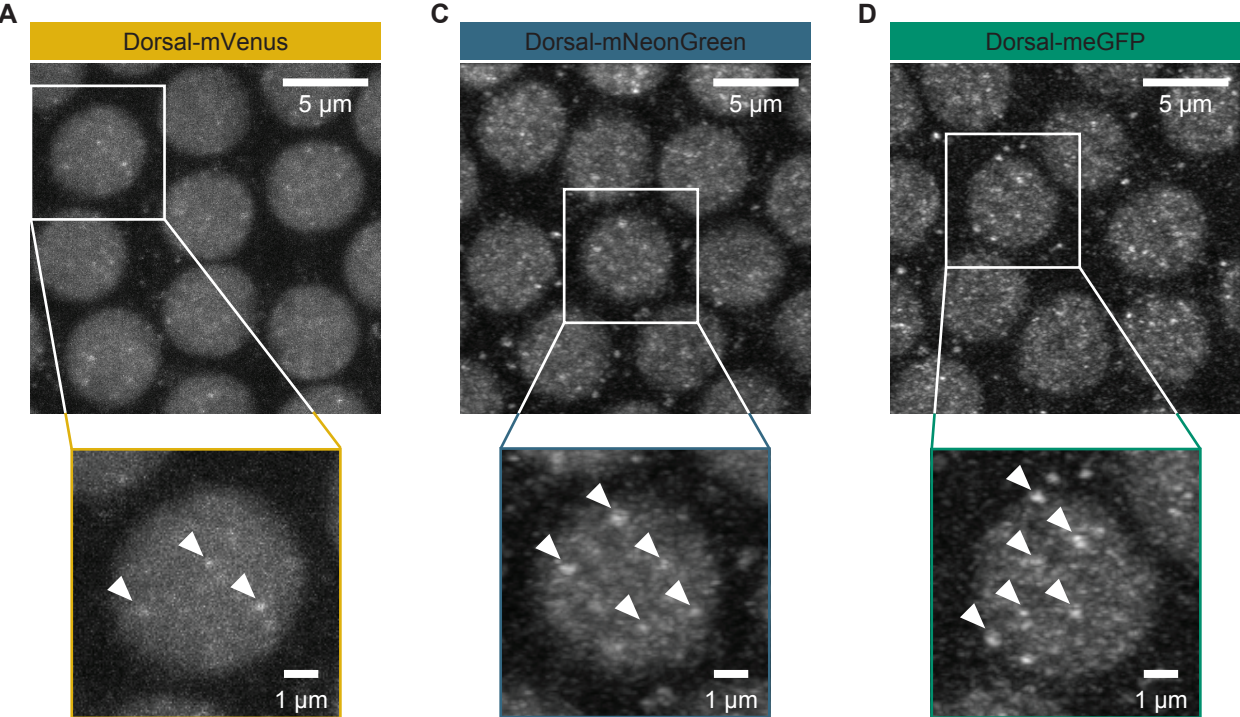 A
C
D
Dorsal-mVenus
Dorsal-mNeonGreen
Dorsal-meGFP
5 μm
5 μm
5 μm
1 μm
1 μm
1 μm